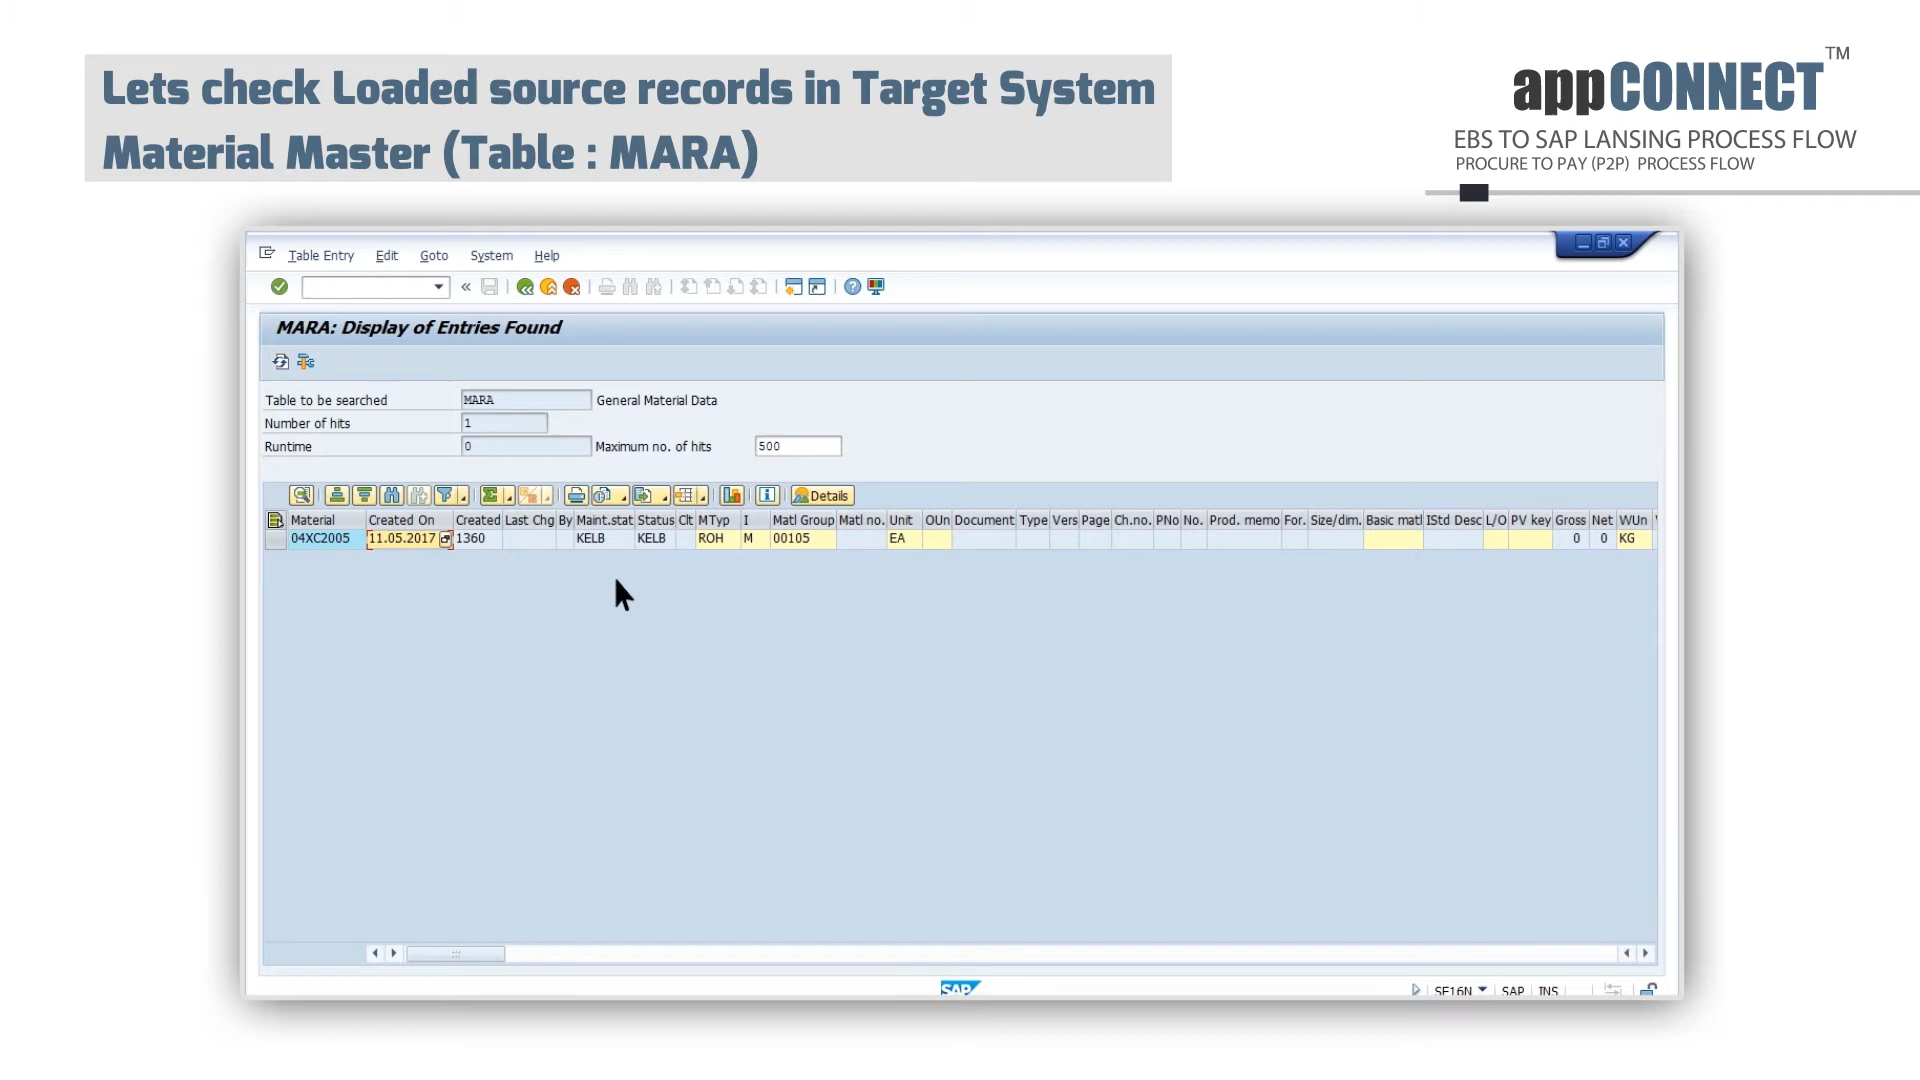 Lets check Loaded source records in Target System
Material Master (Table : MARA)
appCONNECT TM
EBS TO SAP LANSING PROCESS FLOW
PROCURE TO PAY (P2P) PROCESS FLOW
Table Entry Edit Goto System Help
MARA: Display of Entries Found
Table to be searched MARA General Material Data
Number of hits 1
Runtime 0 Maximum no. of hits 500
Details
Material Created On Created Last Chg By Maint.stat Status Clt MTyp I Matl Group Matl no. Unit OUn Document Type Vers Page Ch.no. PNo No. Prod. memo For. Size/dim. Basic matl IStd Desc L/O PV key Gross Net WUn
04XC2005 11.05.2017 1360 KELB KELB ROH M 00105 EA 0 0 KG
SAP SE16N SAP INS